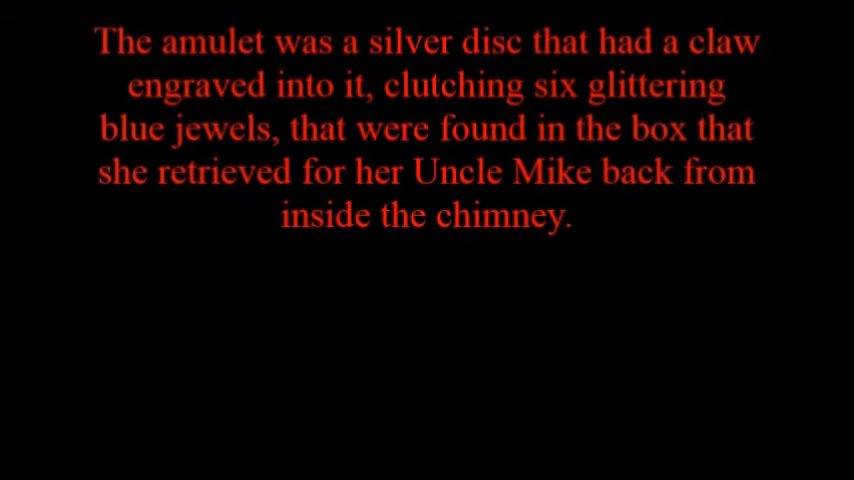 The amulet was a silver disc that had a claw
engraved into it, clutching six glittering
blue jewels, that were found in the box that
she retrieved for her Uncle Mike back from
inside the chimney.